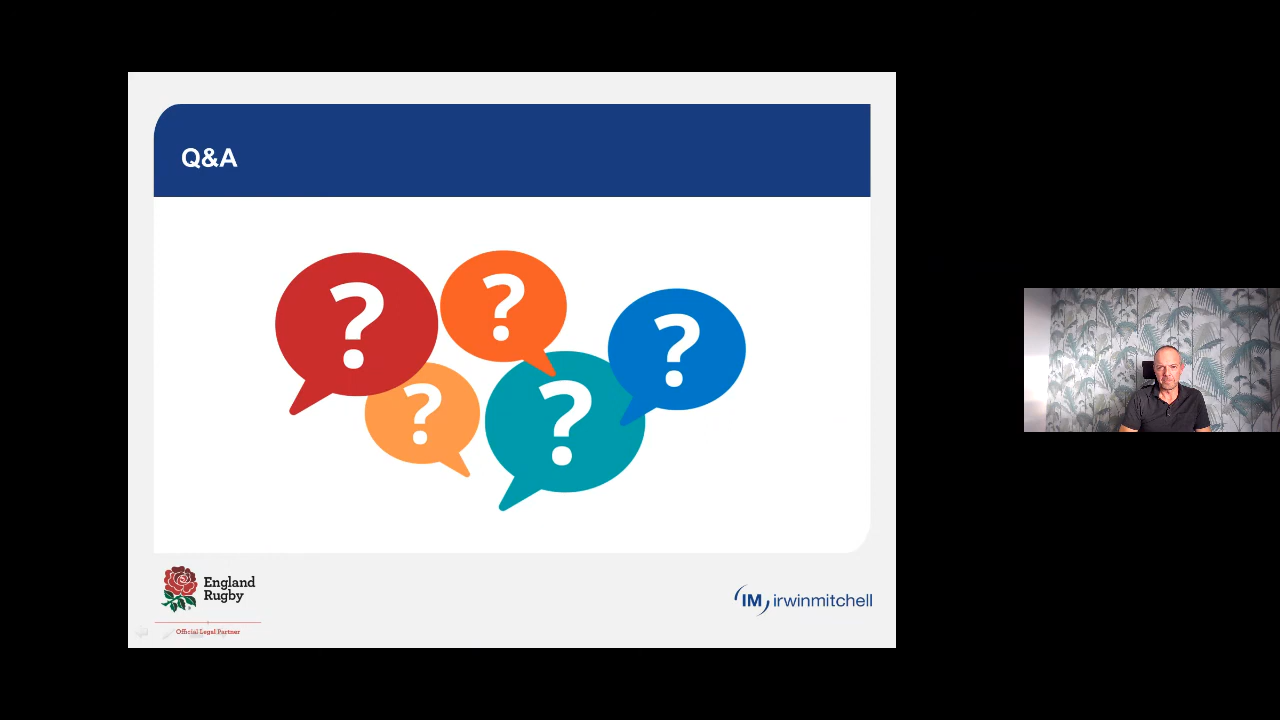 Q&A
?
?
?
?
?
England
Rugby
Official Legal Partner
IM irwinmitchell